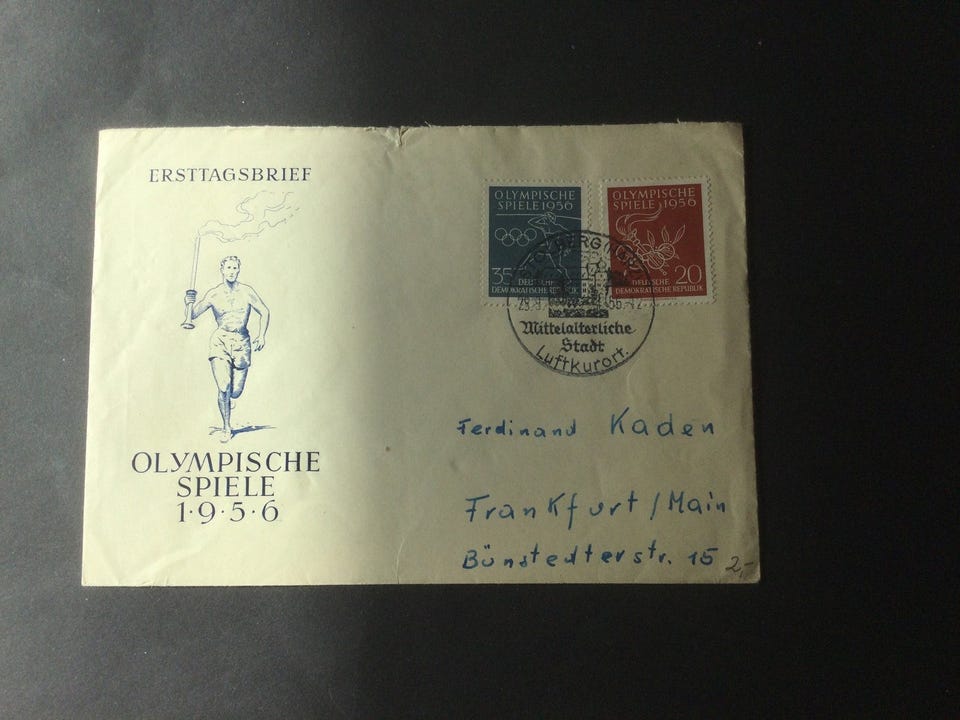 ERSTTAGSBRIEF
OLYMPISCHE
SPIELE
1·9·5·6
OLYMPISCHE
SPIELE 1956
35
DEUTSCHE
DEMOKRATISCHE REPUBLIK
OLYMPISCHE
SPIELE 1956
20
DEUTSCHE
DEMOKRATISCHE REPUBLIK
Mittelalterliche
Stadt
Luftkurort.
Ferdinand Kaden
Frankfurt/Main
Bünstedterstr. 15
2,-